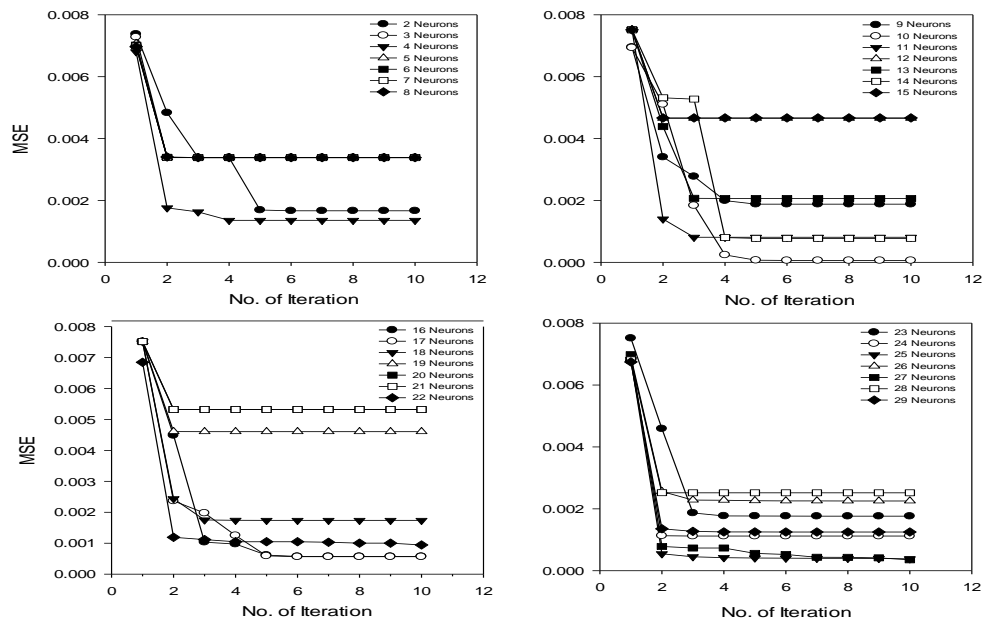 0.008
0.006
0.004
0.002
0.000
MSE
0 2 4 6 8 10 12
No. of Iteration
2 Neurons
3 Neurons
4 Neurons
5 Neurons
6 Neurons
7 Neurons
8 Neurons
0.008
0.006
0.004
0.002
0.000
0 2 4 6 8 10 12
No. of Iteration
9 Neurons
10 Neurons
11 Neurons
12 Neurons
13 Neurons
14 Neurons
15 Neurons
0.008
0.007
0.006
0.005
0.004
0.003
0.002
0.001
0.000
MSE
0 2 4 6 8 10 12
No. of Iteration
16 Neurons
17 Neurons
18 Neurons
19 Neurons
20 Neurons
21 Neurons
22 Neurons
0.008
0.006
0.004
0.002
0.000
0 2 4 6 8 10 12
No. of Iteration
23 Neurons
24 Neurons
25 Neurons
26 Neurons
27 Neurons
28 Neurons
29 Neurons